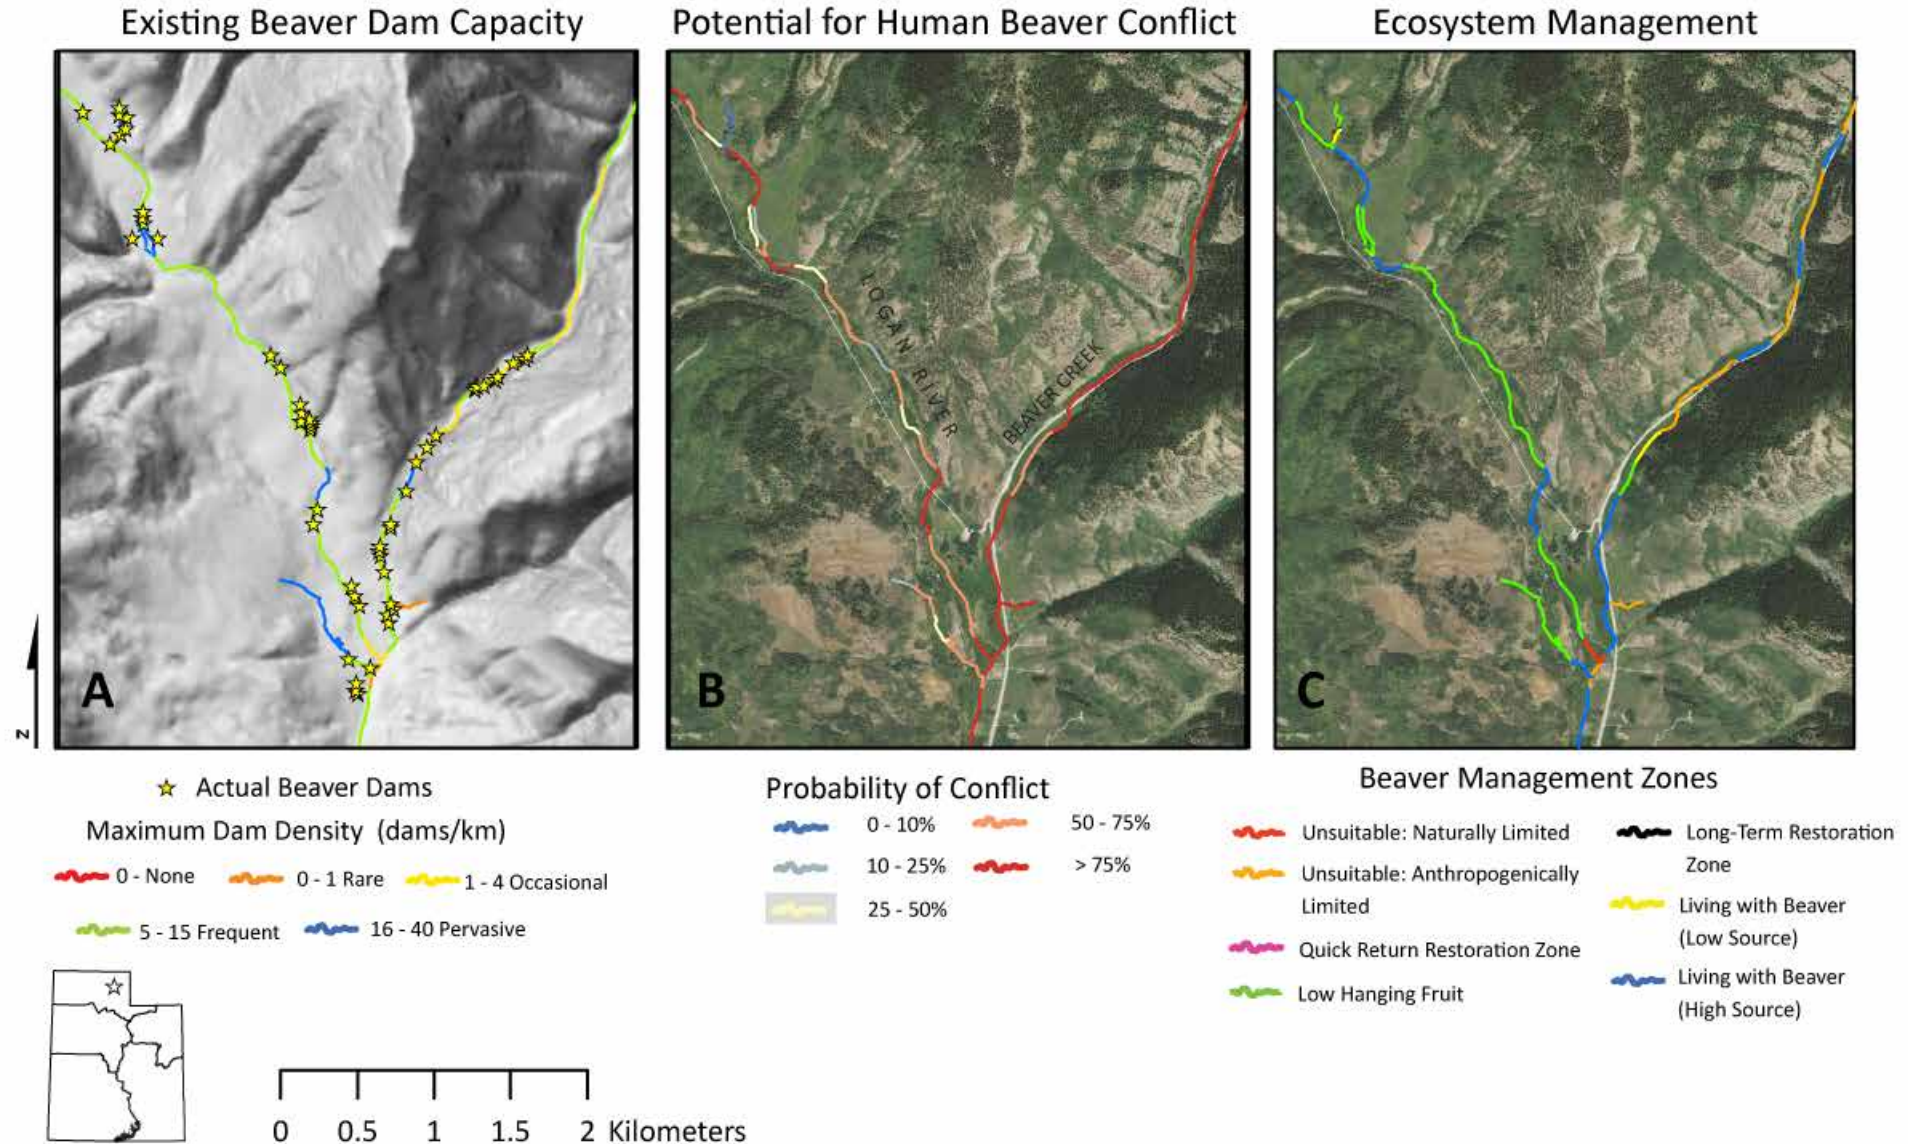 Existing Beaver Dam Capacity
Potential for Human Beaver Conflict
Ecosystem Management
LOGAN RIVER
BEAVER CREEK
A
B
C
N
Actual Beaver Dams
Maximum Dam Density (dams/km)
0 - None
0 - 1 Rare
1 - 4 Occasional
5 - 15 Frequent
16 - 40 Pervasive
Probability of Conflict
0 - 10%
50 - 75%
10 - 25%
> 75%
25 - 50%
Beaver Management Zones
Unsuitable: Naturally Limited
Unsuitable: Anthropogenically
Limited
Quick Return Restoration Zone
Low Hanging Fruit
Long-Term Restoration
Zone
Living with Beaver
(Low Source)
Living with Beaver
(High Source)
0 0.5 1 1.5 2 Kilometers